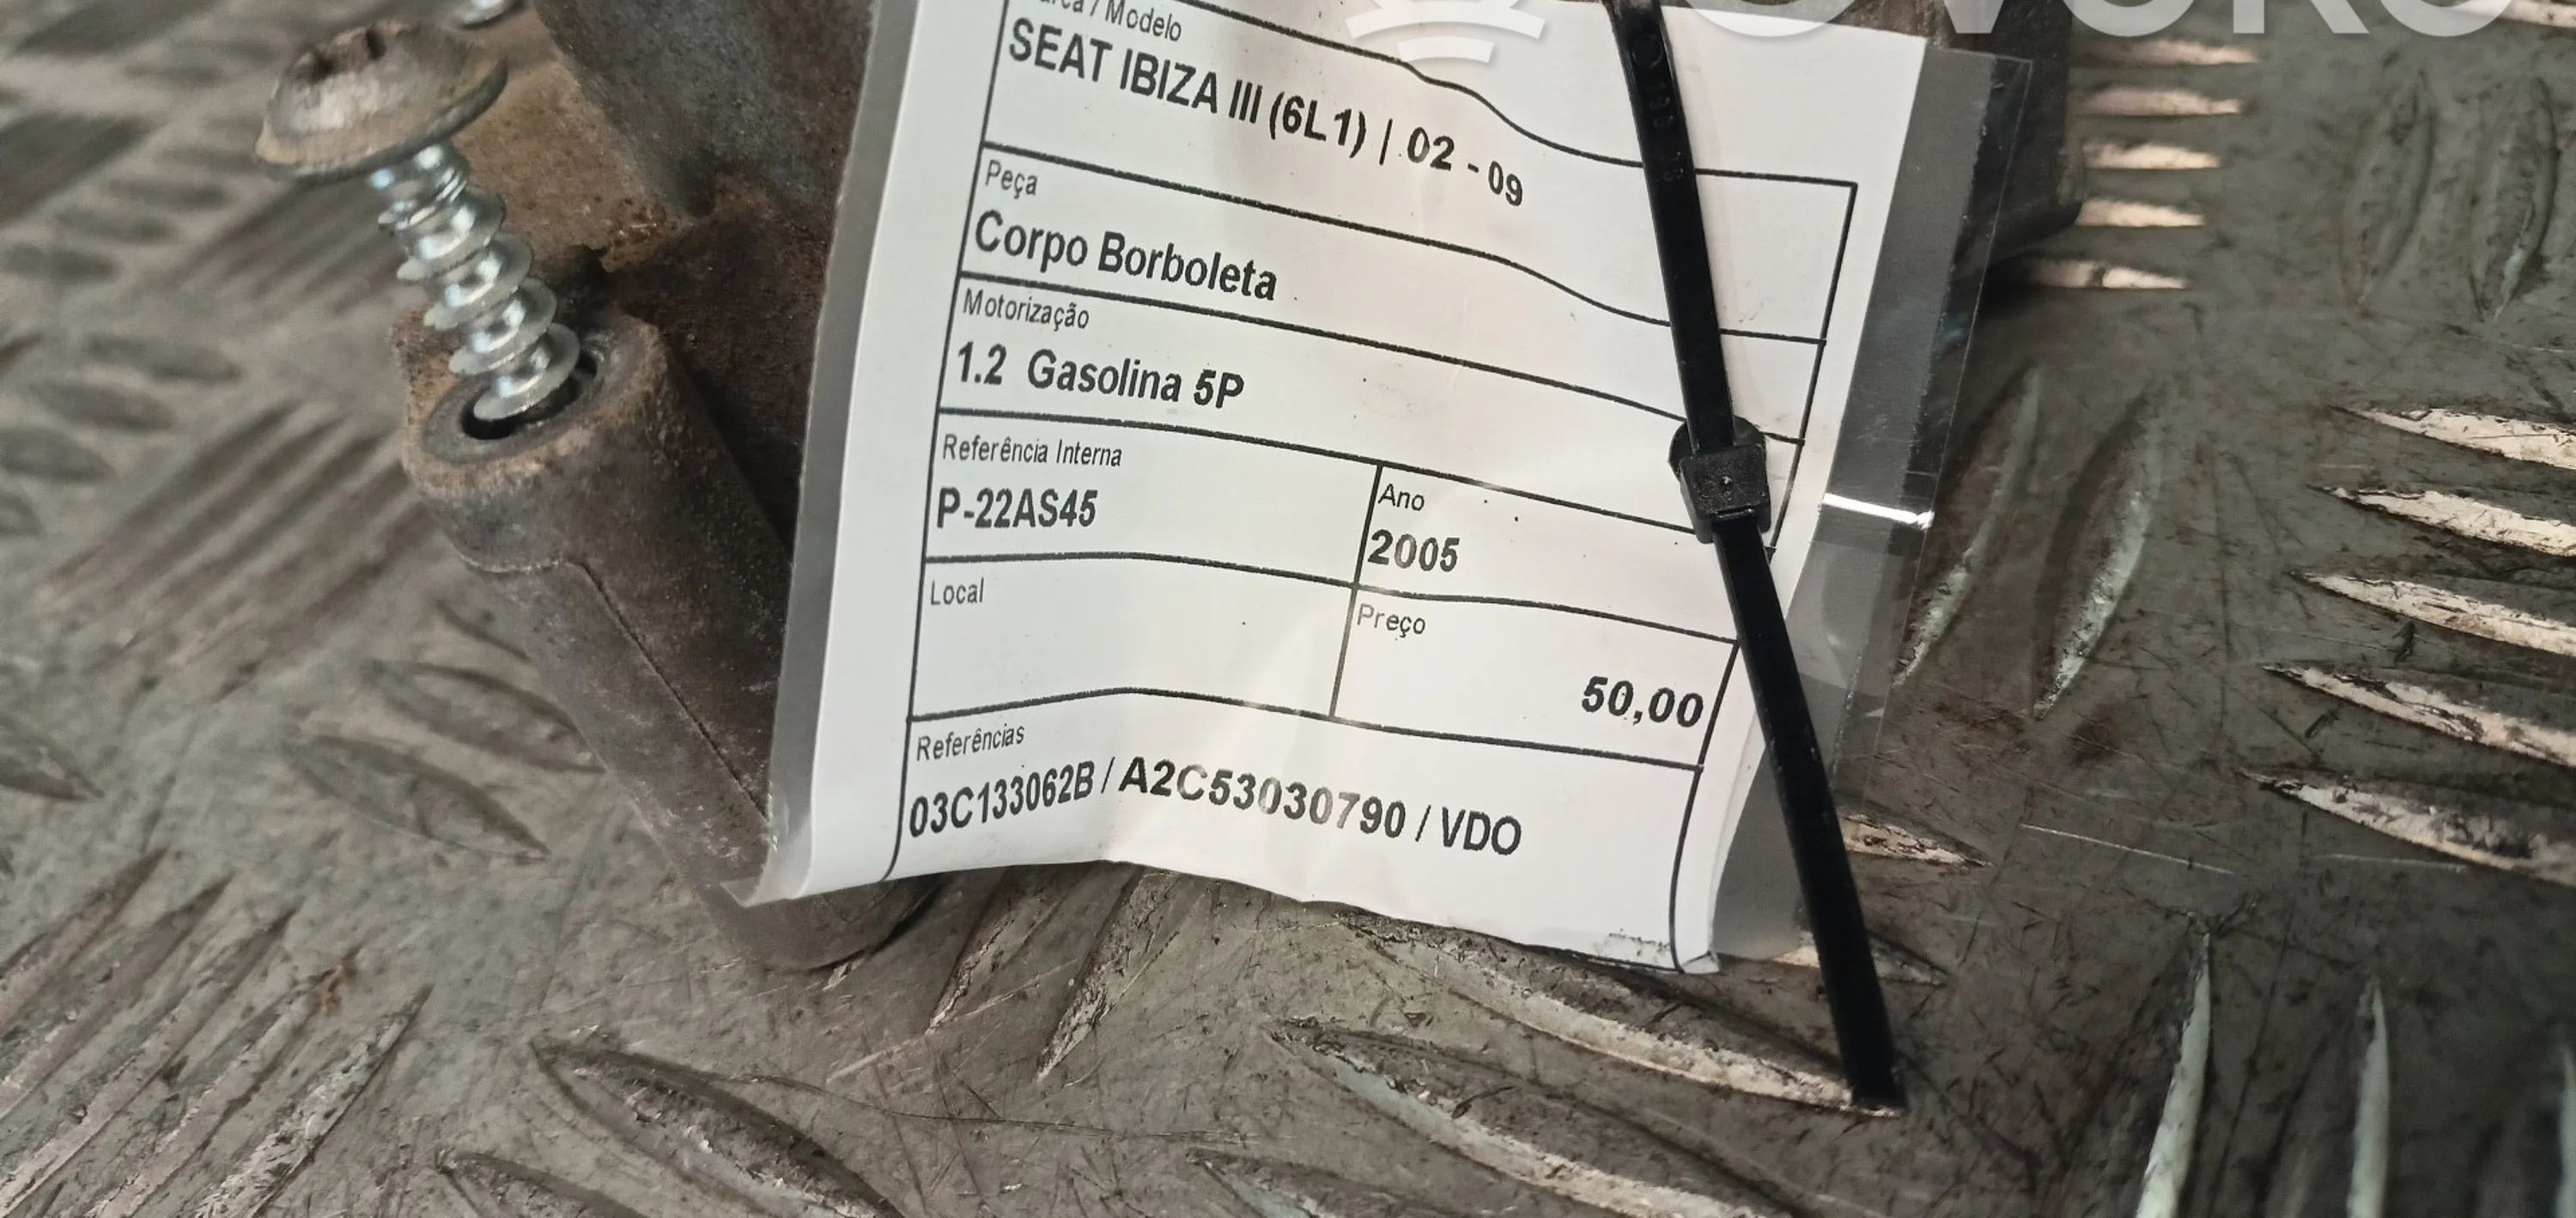 / Modelo
SEAT IBIZA III (6L1) | 02 - 09
Peça
Corpo Borboleta
Motorização
1.2 Gasolina 5P
Referência Interna
P-22AS45
Ano
2005
Local
Preço
50,00
Referências
03C133062B / A2C53030790 / VDO